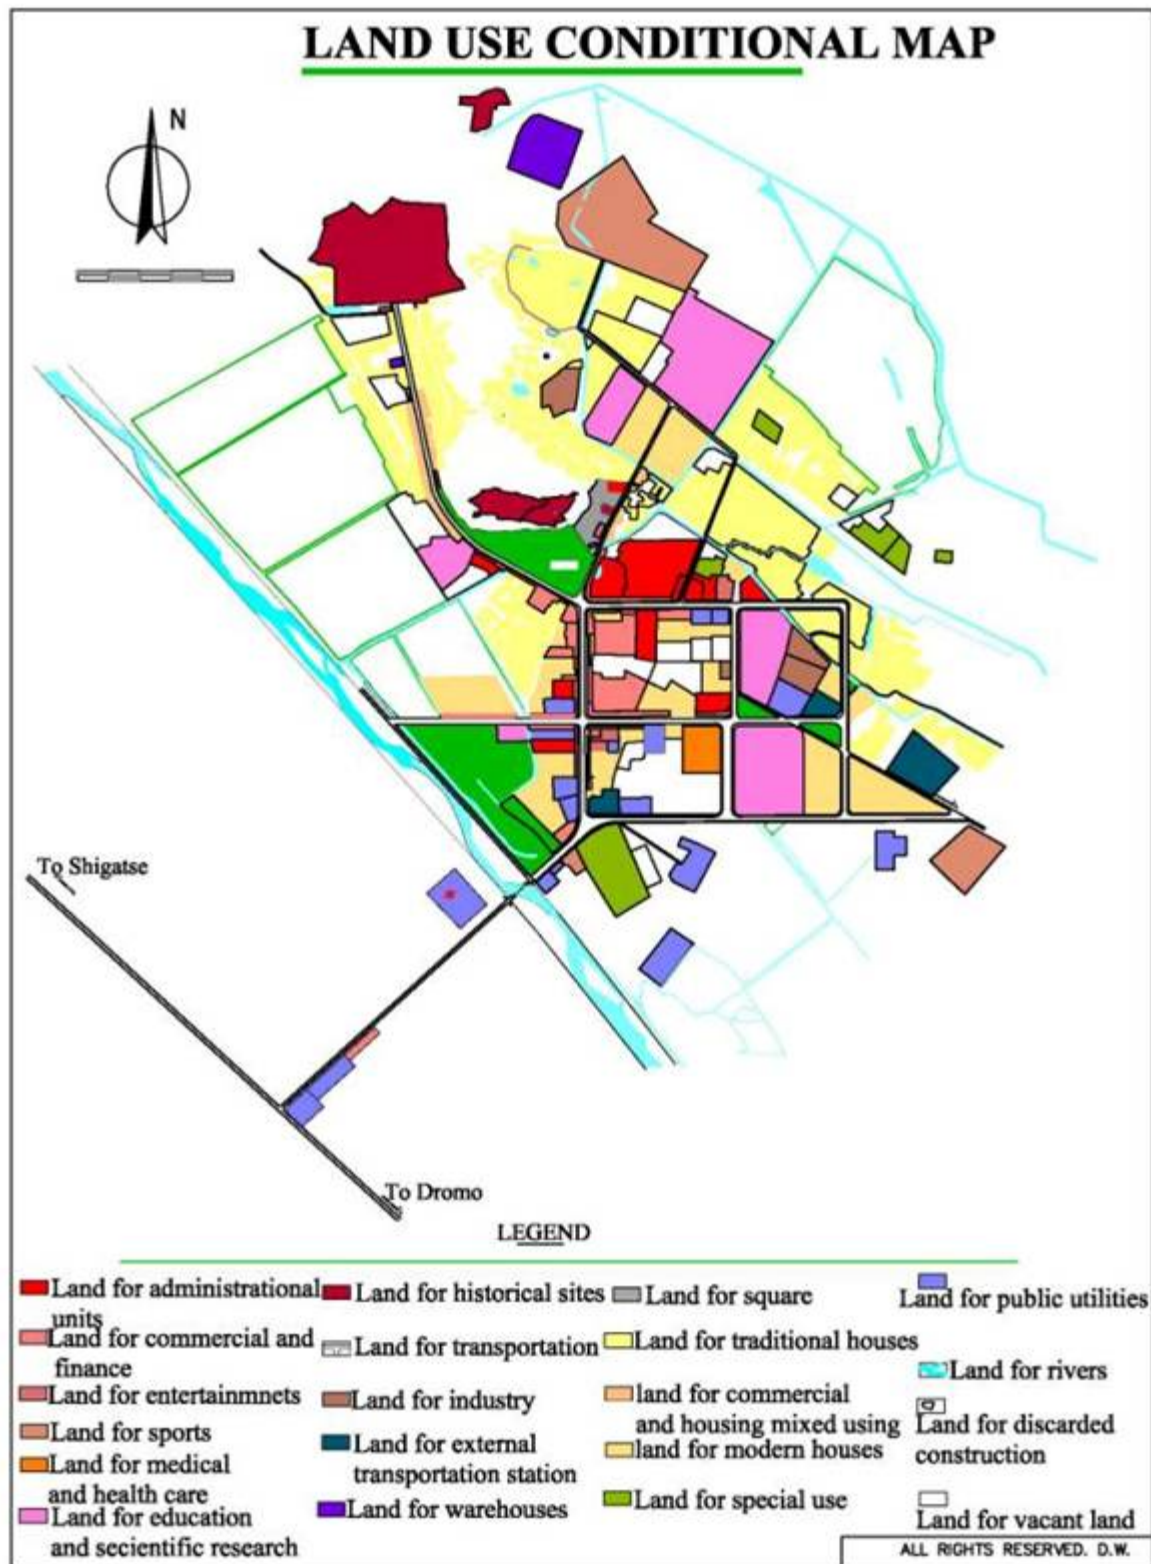 LAND USE CONDITIONAL MAP
N
To Shigatse
To Dromo
LEGEND
Land for administrational
units
Land for commercial and
finance
Land for entertainmnets
Land for sports
Land for medical
and health care
Land for education
and secientific research
Land for historical sites
Land for transportation
Land for industry
Land for external
transportation station
Land for warehouses
Land for square
Land for traditional houses
land for commercial
and housing mixed using
land for modern houses
Land for special use
Land for public utilities
Land for rivers
Land for discarded
construction
Land for vacant land
ALL RIGHTS RESERVED. D.W.